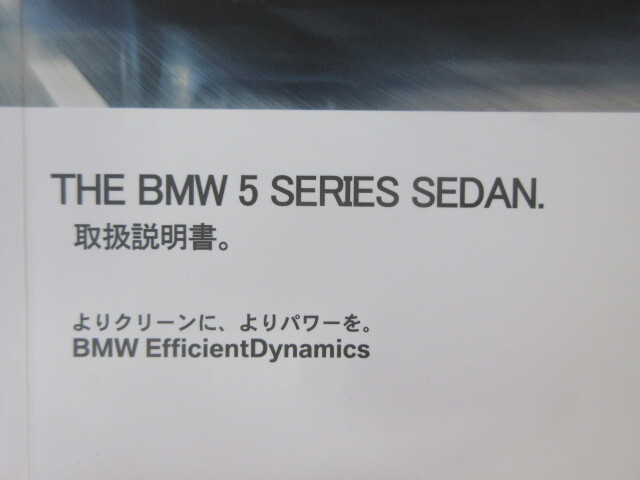 THE BMW 5 SERIES SEDAN.
取扱説明書。
よりクリーンに、よりパワーを。
BMW EfficientDynamics